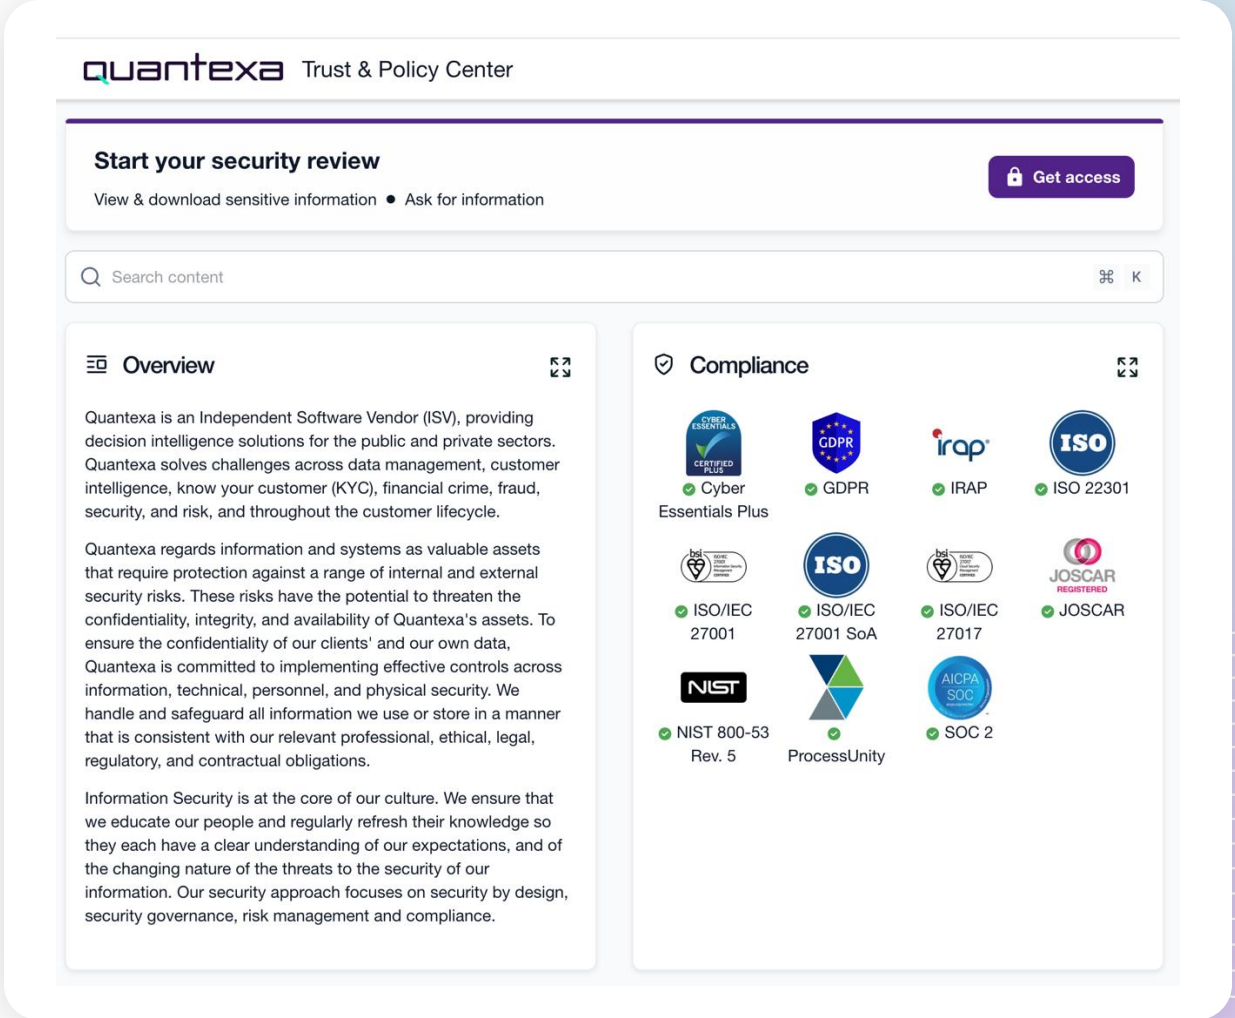 quantexa Trust & Policy Center
Start your security review
View & download sensitive information • Ask for information
Get access
Search content
⌘ K
Overview
Quantexa is an Independent Software Vendor (ISV), providing
decision intelligence solutions for the public and private sectors.
Quantexa solves challenges across data management, customer
intelligence, know your customer (KYC), financial crime, fraud,
security, and risk, and throughout the customer lifecycle.
Quantexa regards information and systems as valuable assets
that require protection against a range of internal and external
security risks. These risks have the potential to threaten the
confidentiality, integrity, and availability of Quantexa's assets. To
ensure the confidentiality of our clients' and our own data,
Quantexa is committed to implementing effective controls across
information, technical, personnel, and physical security. We
handle and safeguard all information we use or store in a manner
that is consistent with our relevant professional, ethical, legal,
regulatory, and contractual obligations.
Information Security is at the core of our culture. We ensure that
we educate our people and regularly refresh their knowledge so
they each have a clear understanding of our expectations, and of
the changing nature of the threats to the security of our
information. Our security approach focuses on security by design,
security governance, risk management and compliance.
Compliance
CYBER
ESSENTIALS
CERTIFIED
PLUS
Cyber
Essentials Plus
GDPR
GDPR
irap
IRAP
ISO
ISO 22301
bsi
ISO/IEC
27001
ISO/IEC
27001
ISO
ISO/IEC
27001 SoA
bsi
ISO/IEC
27017
ISO/IEC
27017
JOSCAR
REGISTERED
JOSCAR
NIST
NIST 800-53
Rev. 5
ProcessUnity
AICPA
SOC
SOC 2